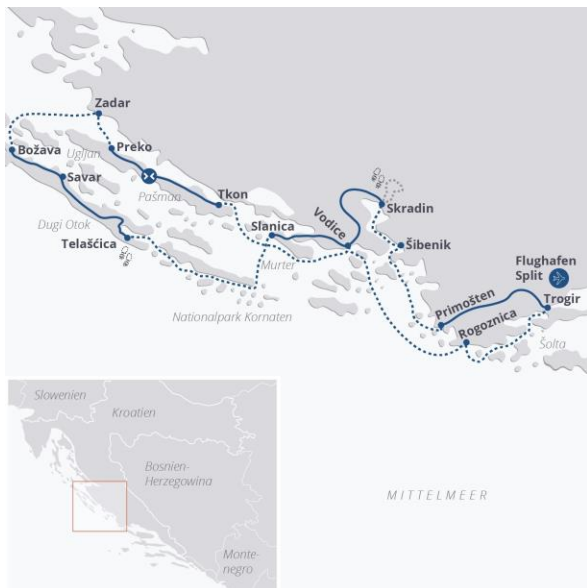 Zadar
Božava
Preko
Ugljan
Savar
Pašman
Tkon
Dugi Otok
Telašćica
Slanica
Murter
Vodice
Skradin
Šibenik
Nationalpark Kornaten
Flughafen
Split
Trogir
Primošten
Rogoznica
Šolta
Slowenien
Kroatien
Bosnien-
Herzegowina
Monte-
negro
MITTELMEER